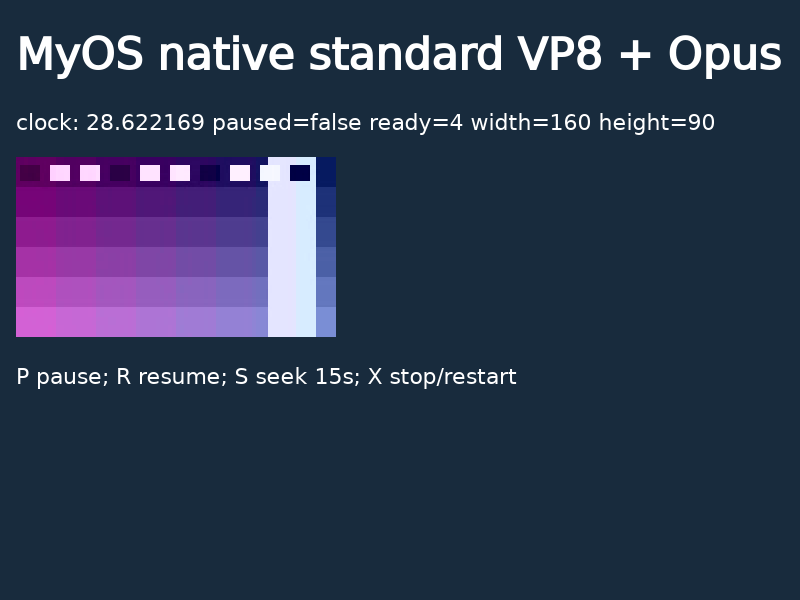 MyOS native standard VP8 + Opus
clock: 28.622169 paused=false ready=4 width=160 height=90
P pause; R resume; S seek 15s; X stop/restart